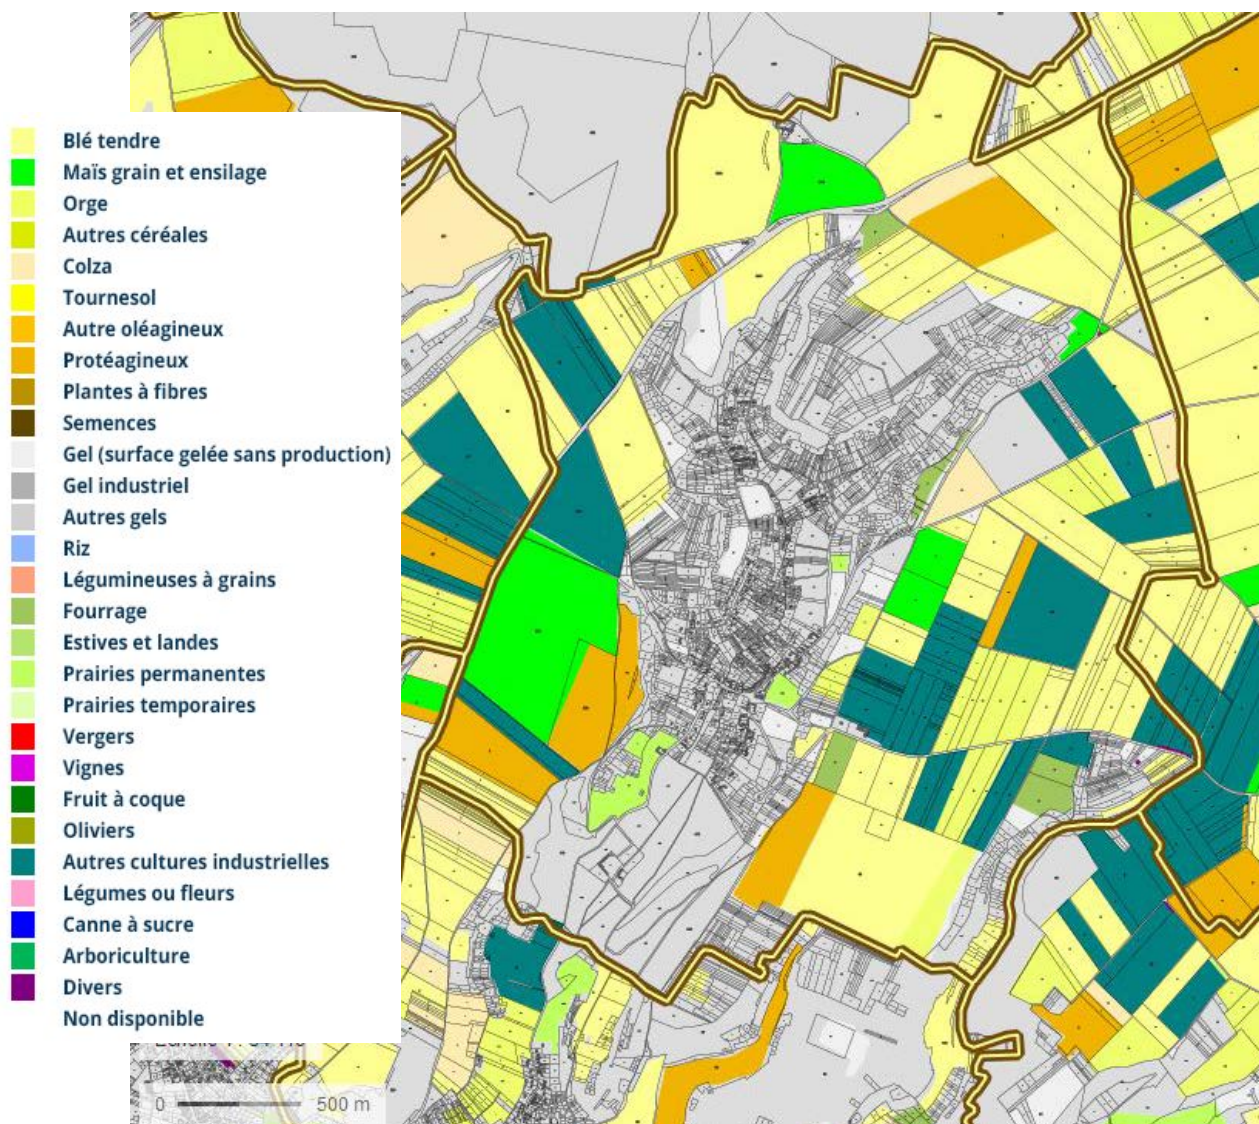 Blé tendre
Maïs grain et ensilage
Orge
Autres céréales
Colza
Tournesol
Autre oléagineux
Protéagineux
Plantes à fibres
Semences
Gel (surface gelée sans production)
Gel industriel
Autres gels
Riz
Légumineuses à grains
Fourrage
Estives et landes
Prairies permanentes
Prairies temporaires
Vergers
Vignes
Fruit à coque
Oliviers
Autres cultures industrielles
Légumes ou fleurs
Canne à sucre
Arboriculture
Divers
Non disponible
0 500 m